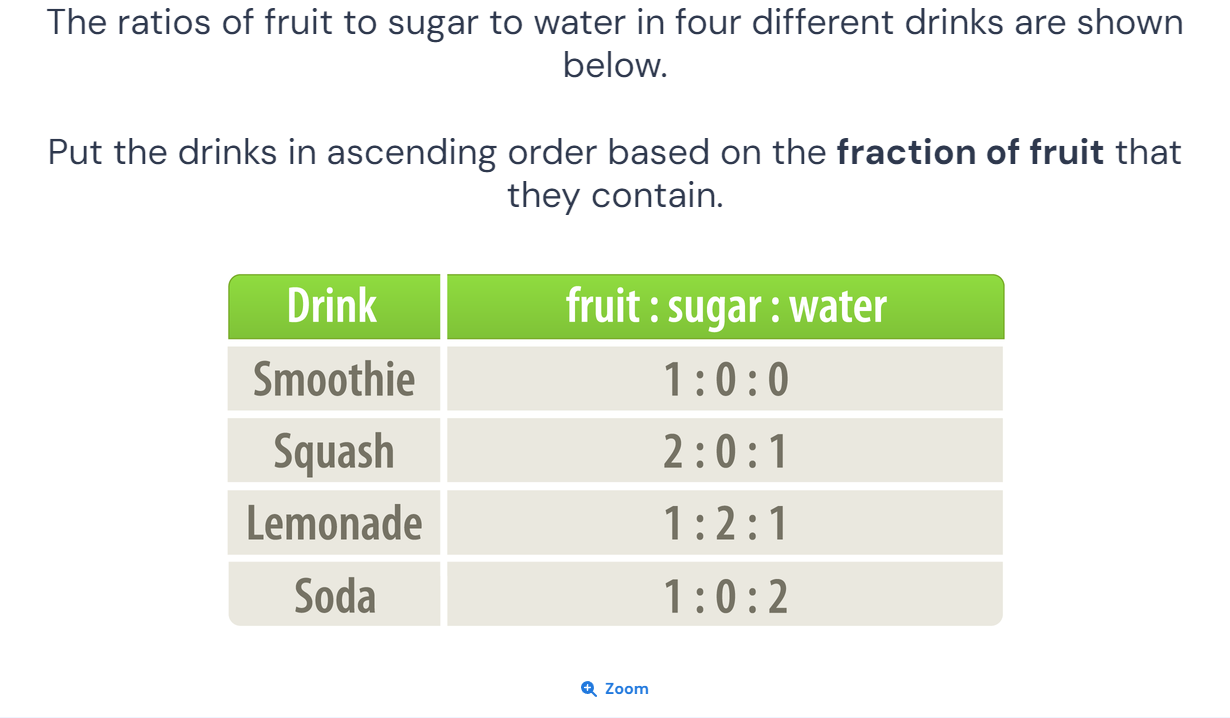 The ratios of fruit to sugar to water in four different drinks are shown
below.
Put the drinks in ascending order based on the fraction of fruit that
they contain.
Drink fruit : sugar : water
Smoothie 1 : 0 : 0
Squash 2 : 0 : 1
Lemonade 1 : 2 : 1
Soda 1 : 0 : 2
Zoom